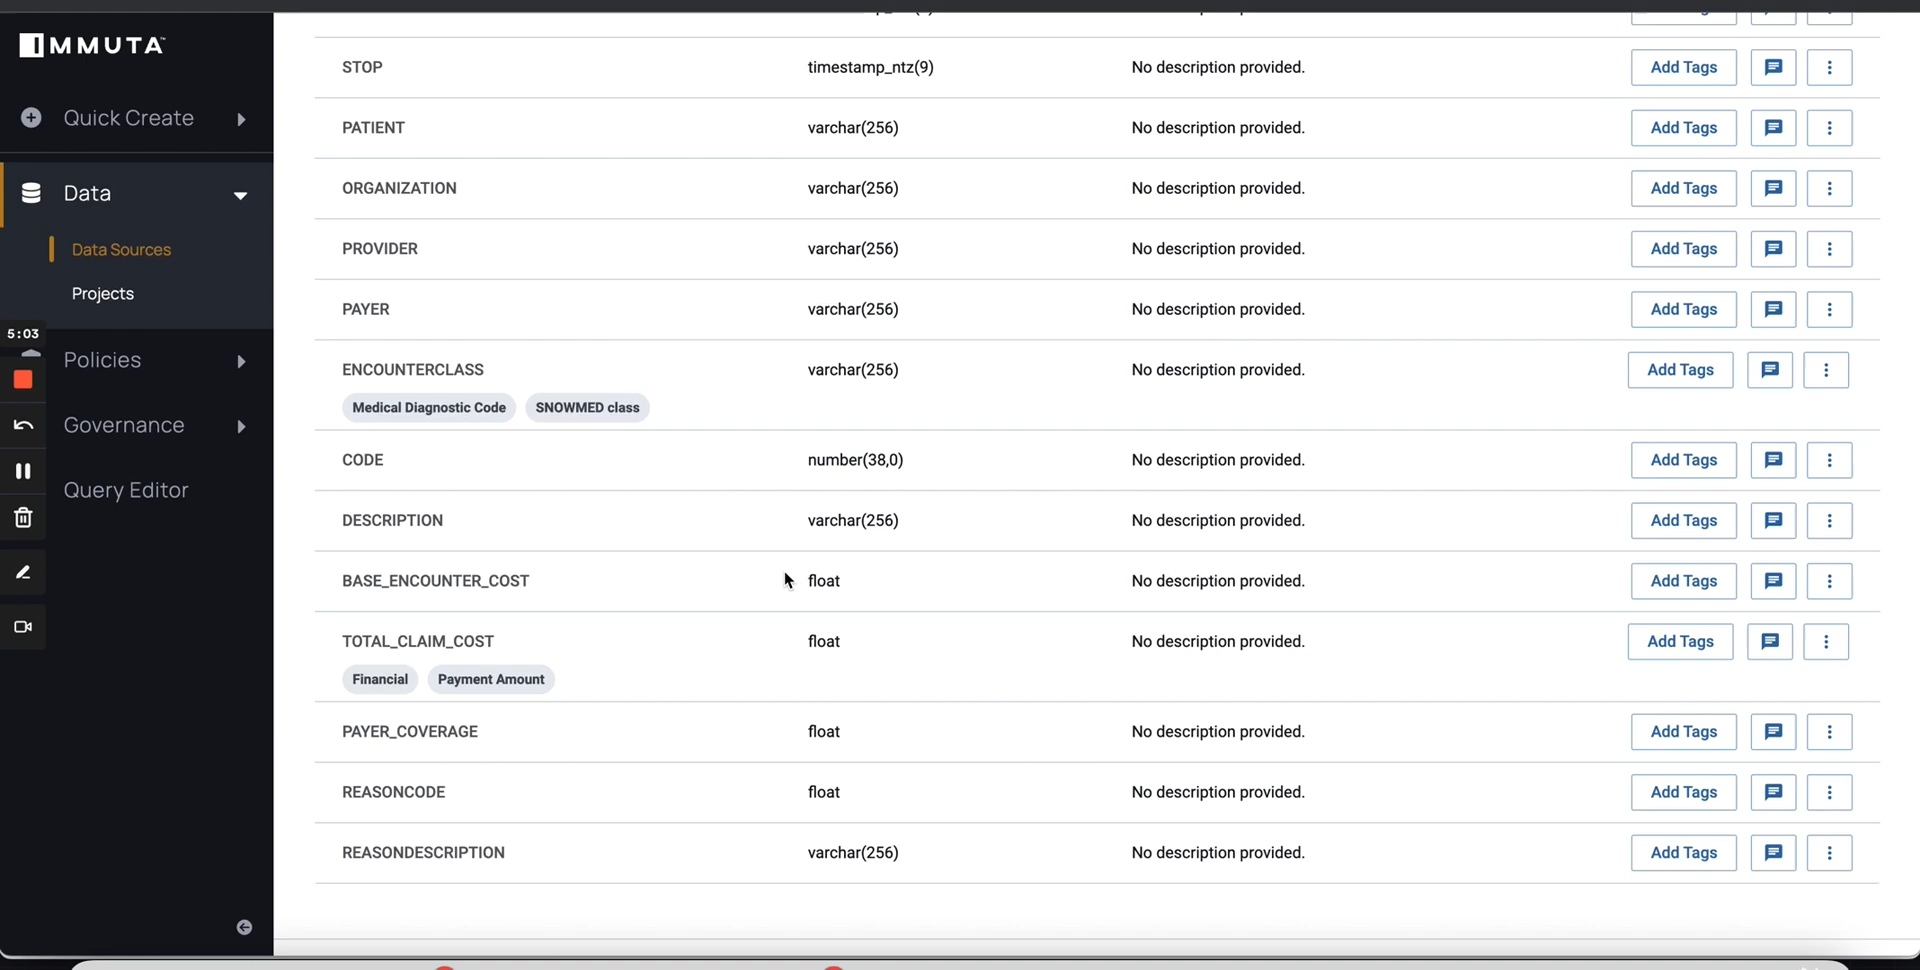 IMMUTA
Quick Create
Data
Data Sources
Projects
5:03
Policies
Governance
Query Editor
STOP timestamp_ntz(9) No description provided. Add Tags
PATIENT varchar(256) No description provided. Add Tags
ORGANIZATION varchar(256) No description provided. Add Tags
PROVIDER varchar(256) No description provided. Add Tags
PAYER varchar(256) No description provided. Add Tags
ENCOUNTERCLASS varchar(256) No description provided. Add Tags
Medical Diagnostic Code SNOWMED class
CODE number(38,0) No description provided. Add Tags
DESCRIPTION varchar(256) No description provided. Add Tags
BASE_ENCOUNTER_COST float No description provided. Add Tags
TOTAL_CLAIM_COST float No description provided. Add Tags
Financial Payment Amount
PAYER_COVERAGE float No description provided. Add Tags
REASONCODE float No description provided. Add Tags
REASONDESCRIPTION varchar(256) No description provided. Add Tags